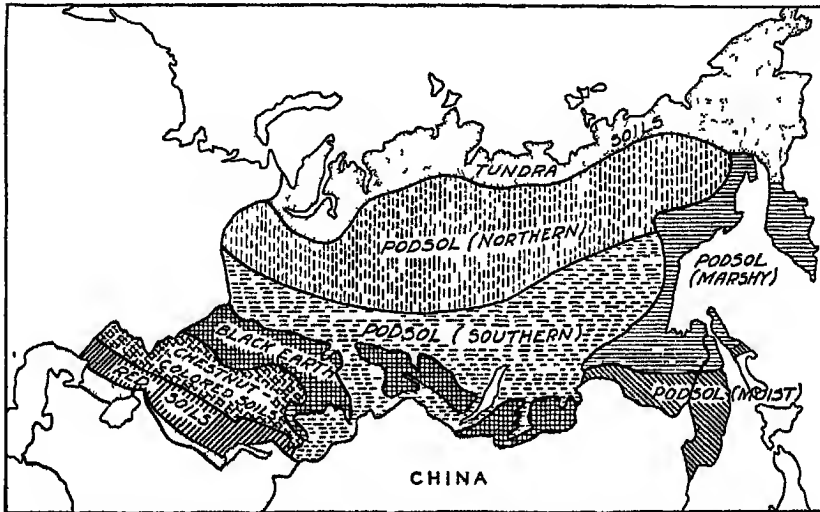 TUNDRA SOILS
PODSOL (NORTHERN)
PODSOL (MARSHY)
PODSOL (SOUTHERN)
BLACK EARTH
CHESTNUT
COLORED SOILS
RED SOILS
PODSOL (MOIST)
CHINA